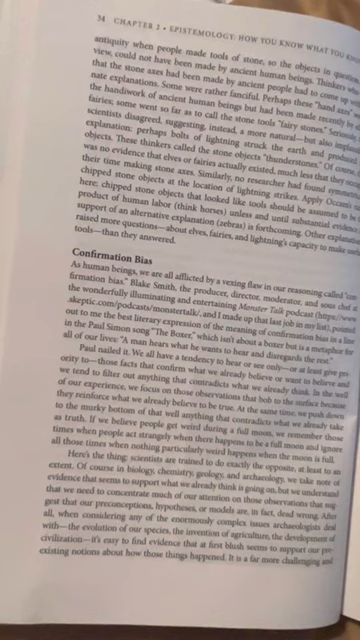 34 CHAPTER 2 • EPISTEMOLOGY: HOW YOU KNOW WHAT YOU
antiquity when people made tools of stone, so the objects in
view, could not have been made by ancient human beings. Thinkers who
that the stone axes had been made by ancient people had to come up
nate explanations. Some were rather fanciful. Perhaps these "hand axes"
the handiwork of ancient human beings but had been made recently by
fairies; some went so far as to call the stone tools "fairy stones."
scientists disagreed, suggesting, instead, a more natural—but also
explanation: perhaps bolts of lightning struck the earth and produced
objects. These thinkers called the stone objects "thunderstones." Of course,
was no evidence that elves or fairies actually existed, much less that they
their time making stone axes. Similarly, no researcher had found
chipped stone objects at the location of lightning strikes. Apply Occam's
here: chipped stone objects that looked like tools should be assumed to be
product of human labor (think horses) unless and until substantial evidence
support of an alternative explanation (zebras) is forthcoming. Other
raised more questions—about elves, fairies, and lightning's capacity to make
tools—than they answered.
Confirmation Bias
As human beings, we are all afflicted by a vexing flaw in our reasoning called "con-
firmation bias." Blake Smith, the producer, director, moderator, and sous chef at
the wonderfully illuminating and entertaining Monster Talk podcast (https://www
.skeptic.com/podcasts/monstertalk/, and I made up that last job in my list), pointed
out to me the best literary expression of the meaning of confirmation bias in a line
in the Paul Simon song "The Boxer," which isn't about a boxer but is a metaphor for
all of our lives: "A man hears what he wants to hear and disregards the rest."
Paul nailed it. We all have a tendency to hear or see only—or at least give pri-
ority to—those facts that confirm what we already believe or want to believe and
we tend to filter out anything that contradicts what we already think. In the well
of our experience, we focus on those observations that bob to the surface because
they reinforce what we already believe to be true. At the same time, we push down
to the murky bottom of that well anything that contradicts what we already take
as truth. If we believe people get weird during a full moon, we remember those
times when people act strangely when there happens to be a full moon and ignore
all those times when nothing particularly weird happens when the moon is full.
Here's the thing: scientists are trained to do exactly the opposite, at least to an
extent. Of course in biology, chemistry, geology, and archaeology, we take note of
evidence that seems to support what we already think is going on, but we understand
that we need to concentrate much of our attention on those observations that sug-
gest that our preconceptions, hypotheses, or models are, in fact, dead wrong. After
all, when considering any of the enormously complex issues archaeologists deal
with—the evolution of our species, the invention of agriculture, the development of
civilization—it's easy to find evidence that at first blush seems to support our pre-
existing notions about how those things happened. It is a far more challenging and